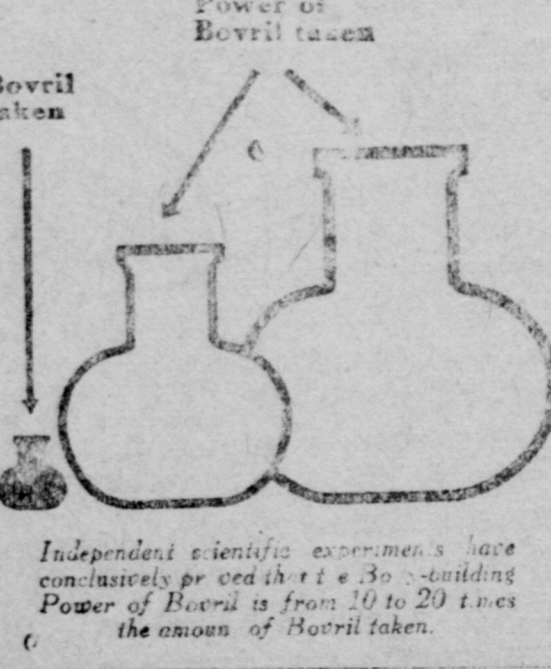 Power of
Bovril taken
Bovril
taken
Independent scientific experiments have
conclusively proved that the Body-building
Power of Bovril is from 10 to 20 times
the amount of Bovril taken.